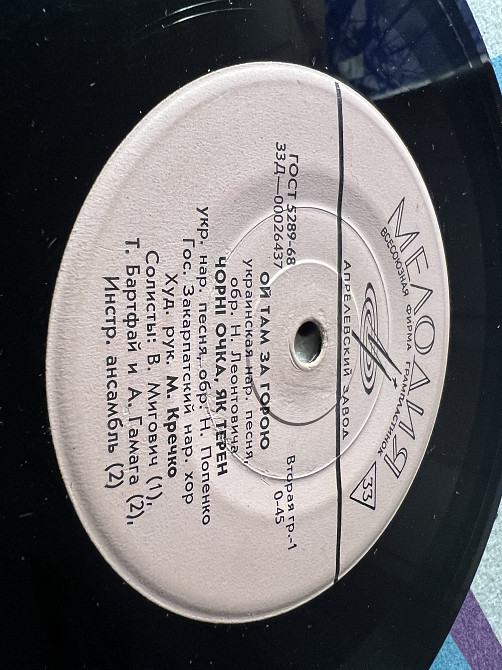 МЕЛОДИЯ
ВСЕСОЮЗНАЯ ФИРМА ГРАМПЛАСТИНОК
33
АПРЕЛЕВСКИЙ ЗАВОД
ГОСТ 5289-68
33Д—00026437
Вторая гр.-1
0-45
ОЙ ТАМ ЗА ГОРОЮ
украинская нар. песня,
обр. Н. Леонтовича
ЧОРНІ ОЧКА, ЯК ТЕРЕН
укр. нар. песня, обр. Н. Попенко
Гос. Закарпатский нар. хор
Худ. рук. М. Кречко
Солисты: В. Мигович (1),
Т. Бартфай и А. Гамага (2),
Инстр. ансамбль (2)